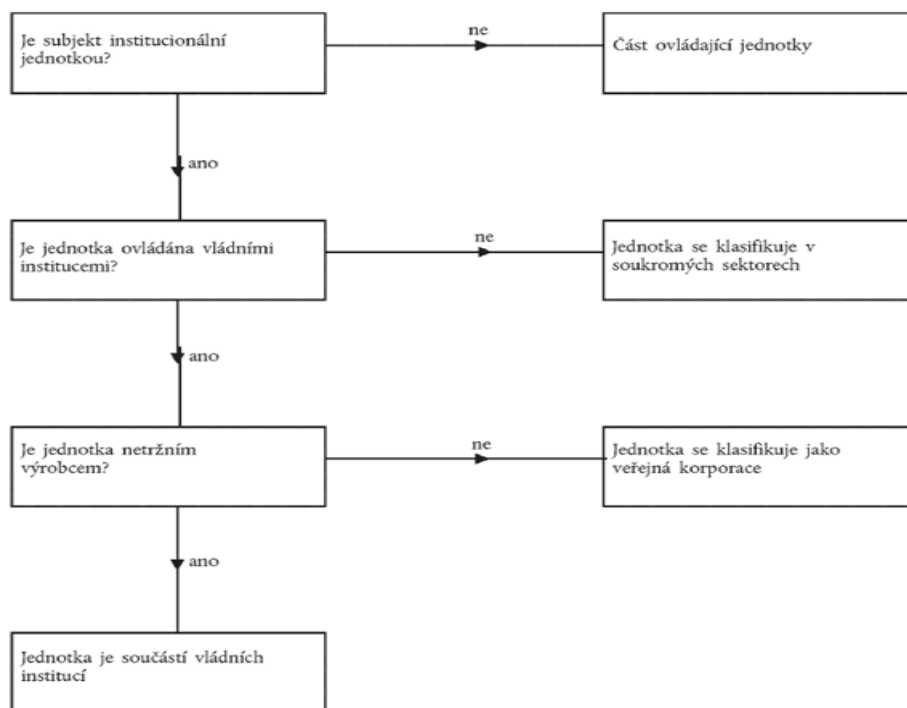 Je subjekt institucionální
jednotkou?
ne
Část ovládající jednotky
ano
Je jednotka ovládána vládními
institucemi?
ne
Jednotka se klasifikuje v
soukromých sektorech
ano
Je jednotka netržním
výrobcem?
ne
Jednotka se klasifikuje jako
veřejná korporace
ano
Jednotka je součástí vládních
institucí